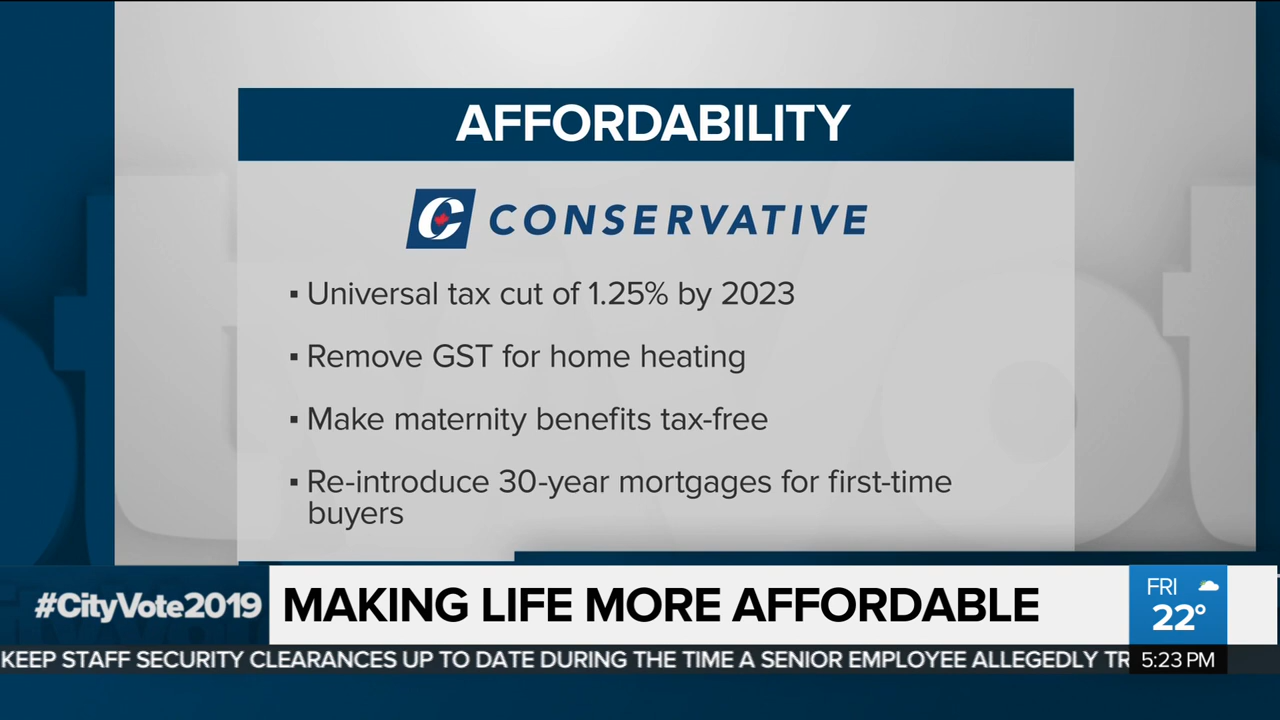 AFFORDABILITY
CONSERVATIVE
▪ Universal tax cut of 1.25% by 2023
▪ Remove GST for home heating
▪ Make maternity benefits tax-free
▪ Re-introduce 30-year mortgages for first-time
buyers
#CityVote2019
MAKING LIFE MORE AFFORDABLE
FRI
22°
KEEP STAFF SECURITY CLEARANCES UP TO DATE DURING THE TIME A SENIOR EMPLOYEE ALLEGEDLY TR
5:23 PM